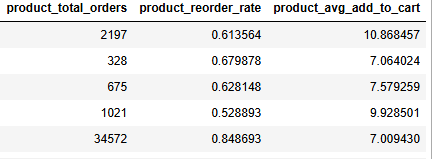 product_total_orders product_reorder_rate product_avg_add_to_cart
2197 0.613564 10.868457
328 0.679878 7.064024
675 0.628148 7.579259
1021 0.528893 9.928501
34572 0.848693 7.009430